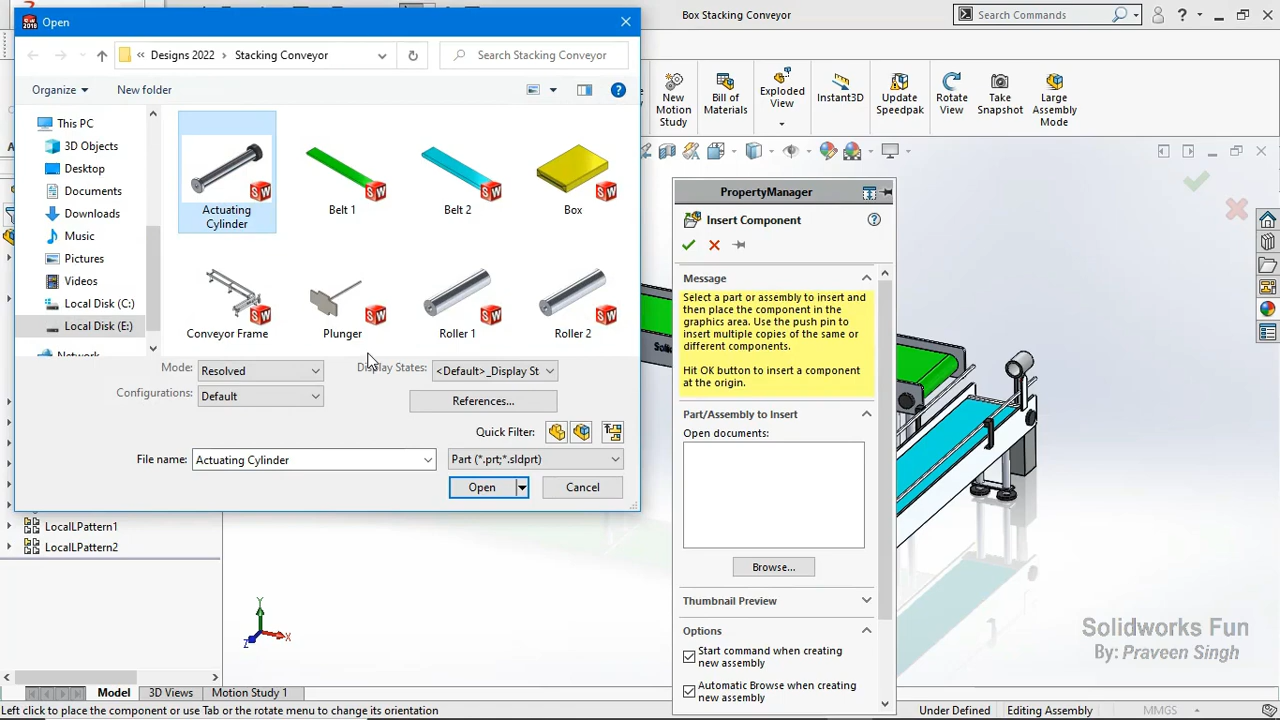 2018
Open
« Designs 2022 › Stacking Conveyor
Search Stacking Conveyor
Organize
New folder
This PC
3D Objects
Desktop
Documents
Downloads
Music
Pictures
Videos
Local Disk (C:)
Local Disk (E:)
Actuating
Cylinder
Belt 1
Belt 2
Box
Conveyor Frame
Plunger
Roller 1
Roller 2
Mode:
Resolved
Display States:
<Default>_Display St
Configurations:
Default
References...
Quick Filter:
File name:
Actuating Cylinder
Part (*.prt;*.sldprt)
Open
Cancel
LocalLPattern1
LocalLPattern2
Box Stacking Conveyor
Search Commands
New
Motion
Study
Bill of
Materials
Exploded
View
Instant3D
Update
Speedpak
Rotate
View
Take
Snapshot
Large
Assembly
Mode
PropertyManager
Insert Component
Message
Select a part or assembly to insert and
then place the component in the
graphics area. Use the push pin to
insert multiple copies of the same or
different components.
Hit OK button to insert a component
at the origin.
Part/Assembly to Insert
Open documents:
Browse...
Thumbnail Preview
Options
Start command when creating
new assembly
Automatic Browse when creating
new assembly
Y
X
Z
Solidworks Fun
By: Praveen Singh
Model
3D Views
Motion Study 1
Left click to place the component or use Tab or the rotate menu to change its orientation
Under Defined
Editing Assembly
MMGS